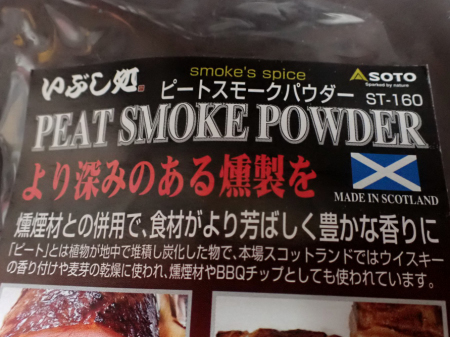 いぶし処
smoke's spice
ピートスモークパウダー
SOTO
Sparked by nature
ST-160
PEAT SMOKE POWDER
より深みのある燻製を
MADE IN SCOTLAND
燻煙材との併用で、食材がより芳ばしく豊かな香りに
「ピート」とは植物が地中で堆積し炭化した物で、本場スコットランドではウイスキー
の香り付けや麦芽の乾燥に使われ、燻煙材やBBQチップとしても使われています。